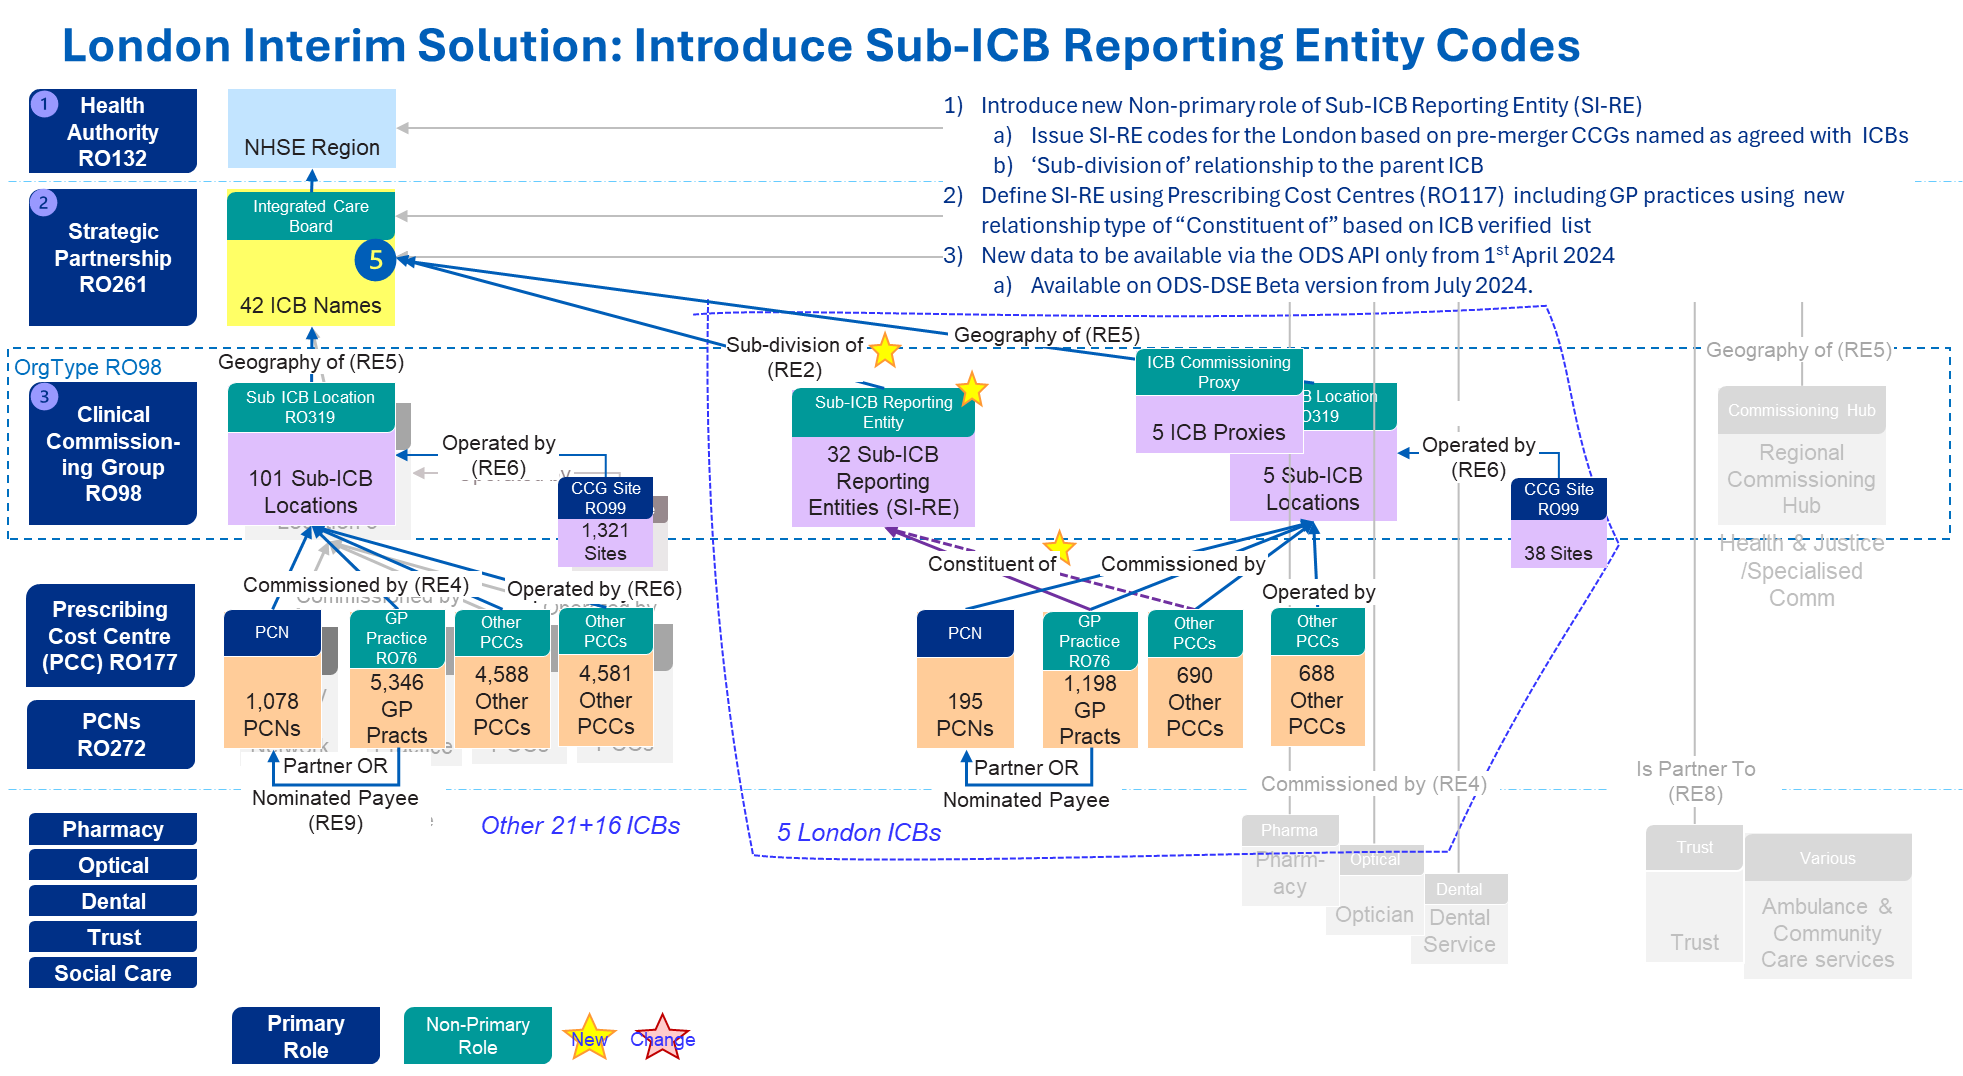 London Interim Solution: Introduce Sub-ICB Reporting Entity Codes
1
Health
Authority
RO132
NHSE Region
1) Introduce new Non-primary role of Sub-ICB Reporting Entity (SI-RE)
a) Issue SI-RE codes for the London based on pre-merger CCGs named as agreed with ICBs
b) ‘Sub-division of’ relationship to the parent ICB
2) Define SI-RE using Prescribing Cost Centres (RO117) including GP practices using new
relationship type of “Constituent of” based on ICB verified list
3) New data to be available via the ODS API only from 1st April 2024
a) Available on ODS-DSE Beta version from July 2024.
2
Strategic
Partnership
RO261
Integrated Care
Board
5
42 ICB Names
Geography of (RE5)
Sub-division of
(RE2)
Geography of (RE5)
Geography of (RE5)
OrgType RO98
3
Clinical
Commission-
ing Group
RO98
Sub ICB Location
RO319
101 Sub-ICB
Locations
Operated by
(RE6)
CCG Site
RO99
1,321
Sites
Sub-ICB Reporting
Entity
32 Sub-ICB
Reporting
Entities (SI-RE)
ICB Commissioning
Proxy
5 ICB Proxies
B Location
O319
5 Sub-ICB
Locations
Operated by
(RE6)
CCG Site
RO99
38 Sites
Commissioning Hub
Regional
Commissioning
Hub
Health & Justice
/Specialised
Comm
Commissioned by (RE4)
Operated by (RE6)
Constituent of
Commissioned by
Operated by
Prescribing
Cost Centre
(PCC) RO177
PCN
1,078
PCNs
GP
Practice
RO76
5,346
GP
Practs
Other
PCCs
4,588
Other
PCCs
Other
PCCs
4,581
Other
PCCs
PCN
195
PCNs
GP
Practice
RO76
1,198
GP
Practs
Other
PCCs
690
Other
PCCs
Other
PCCs
688
Other
PCCs
PCNs
RO272
Partner OR
Nominated Payee
(RE9)
Partner OR
Nominated Payee
Commissioned by (RE4)
Is Partner To
(RE8)
Other 21+16 ICBs
5 London ICBs
Pharmacy
Optical
Dental
Trust
Social Care
Pharma
Pharm-
acy
Optical
Optician
Dental
Dental
Service
Trust
Trust
Various
Ambulance &
Community
Care services
Primary
Role
Non-Primary
Role
New
Change